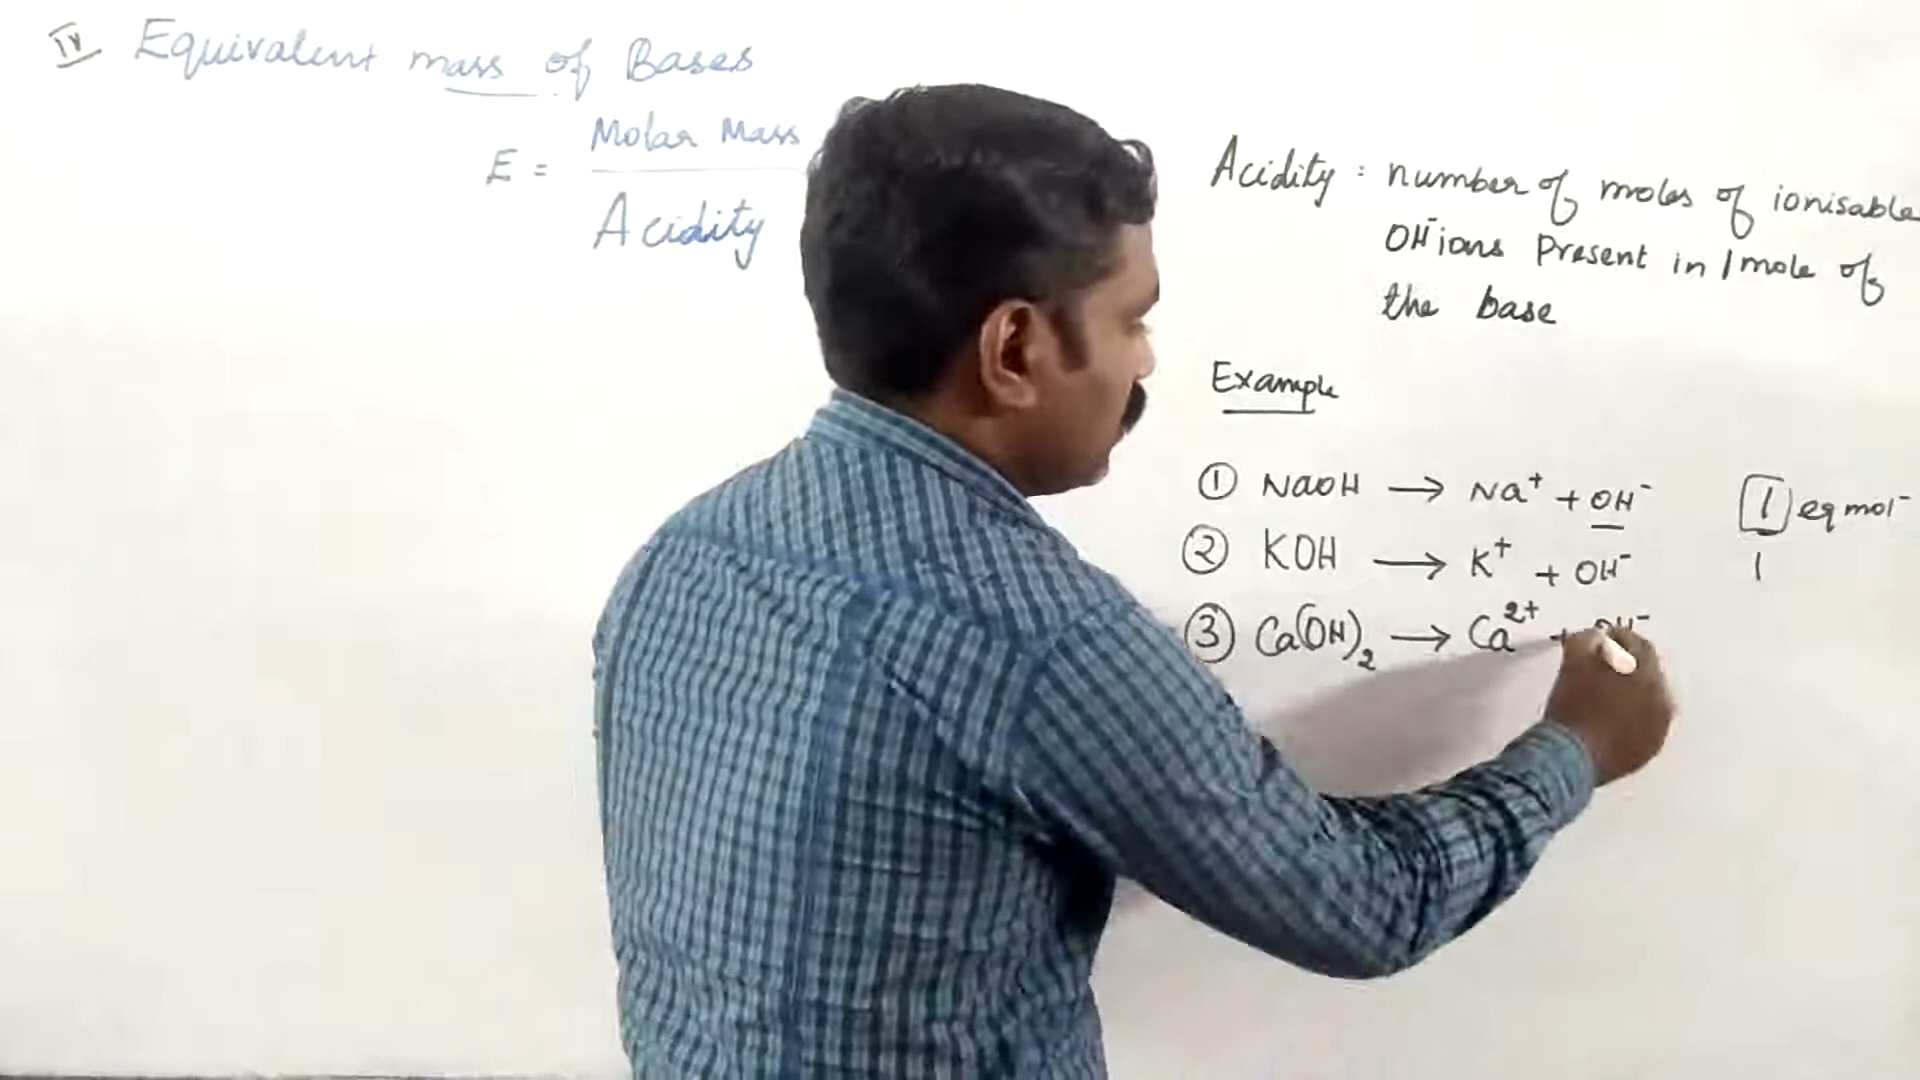 IV Equivalent mass of Bases
E = Molar Mass
Acidity
Acidity : number of moles of ionisable
OH⁻ ions Present in 1 mole of
the base
Example
① NaOH → Na⁺ + OH⁻ 1 eq mol⁻
② KOH → K⁺ + OH⁻ 1
③ Ca(OH)₂ → Ca²⁺ + OH⁻